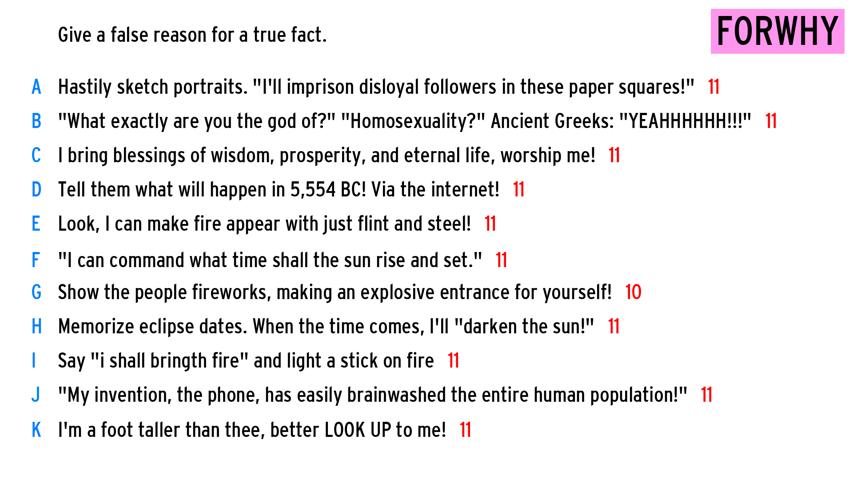 Give a false reason for a true fact.
FORWHY
A Hastily sketch portraits. "I'll imprison disloyal followers in these paper squares!" 11
B "What exactly are you the god of?" "Homosexuality?" Ancient Greeks: "YEAHHHHHH!!!" 11
C I bring blessings of wisdom, prosperity, and eternal life, worship me! 11
D Tell them what will happen in 5,554 BC! Via the internet! 11
E Look, I can make fire appear with just flint and steel! 11
F "I can command what time shall the sun rise and set." 11
G Show the people fireworks, making an explosive entrance for yourself! 10
H Memorize eclipse dates. When the time comes, I'll "darken the sun!" 11
I Say "i shall bringth fire" and light a stick on fire 11
J "My invention, the phone, has easily brainwashed the entire human population!" 11
K I'm a foot taller than thee, better LOOK UP to me! 11